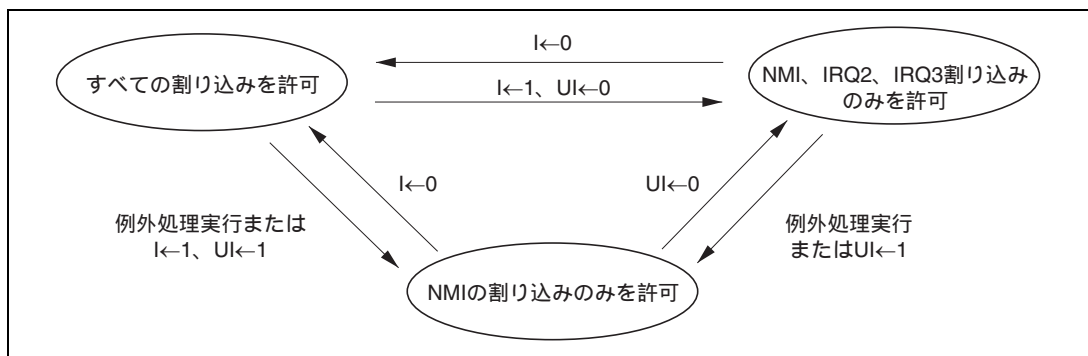 I←0
すべての割り込みを許可
NMI、IRQ2、IRQ3割り込み
のみを許可
I←1、UI←0
I←0
UI←0
例外処理実行または
I←1、UI←1
例外処理実行
またはUI←1
NMIの割り込みのみを許可